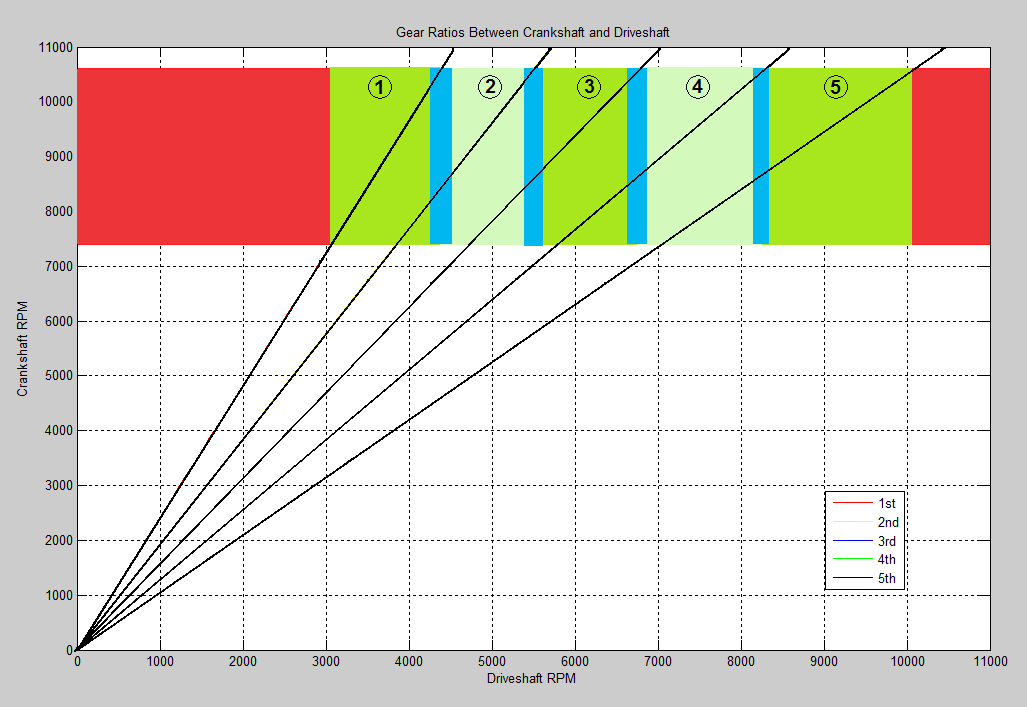 Gear Ratios Between Crankshaft and Driveshaft
11000
10000
9000
8000
7000
6000
5000
4000
3000
2000
1000
0
Crankshaft RPM
1
2
3
4
5
1st
2nd
3rd
4th
5th
0 1000 2000 3000 4000 5000 6000 7000 8000 9000 10000 11000
Driveshaft RPM